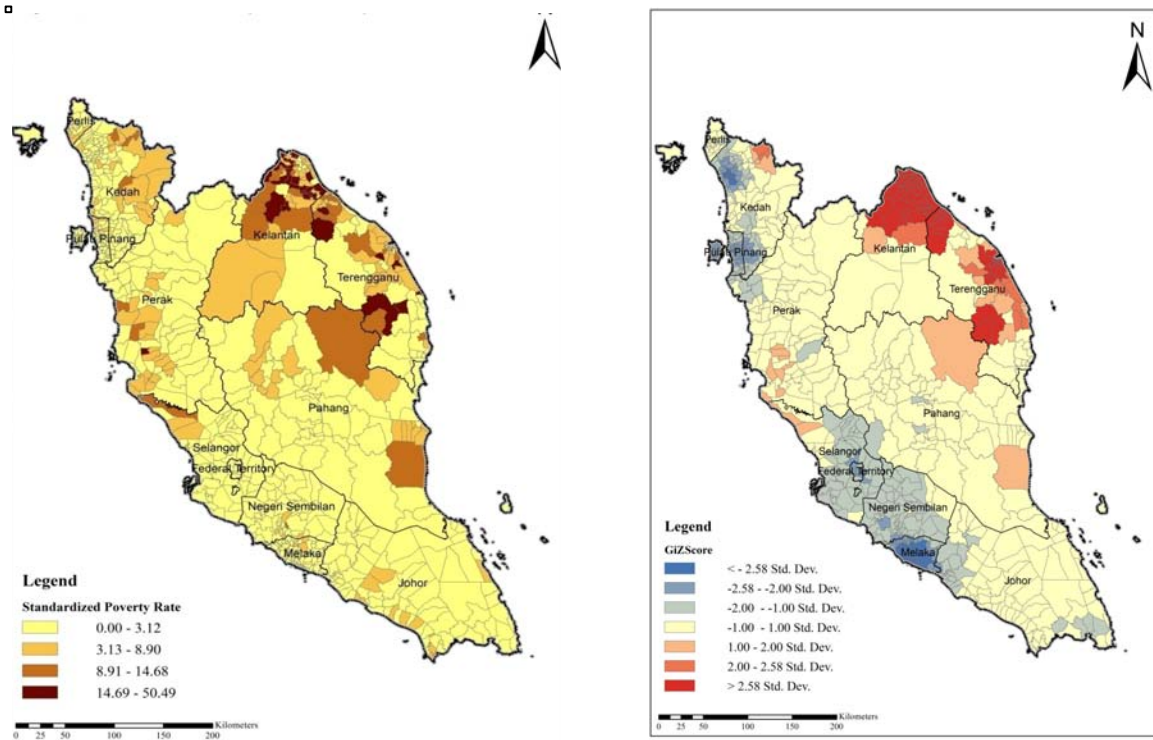 Perlis
Kedah
Pulau Pinang
Kelantan
Terengganu
Perak
Pahang
Selangor
Federal Territory
Negeri Sembilan
Melaka
Johor
Legend
Standardized Poverty Rate
0.00 - 3.12
3.13 - 8.90
8.91 - 14.68
14.69 - 50.49
Kilometers
0 25 50 100 150 200
N
Perlis
Kedah
Pulau Pinang
Kelantan
Terengganu
Perak
Pahang
Selangor
Federal Territory
Negeri Sembilan
Melaka
Johor
Legend
GiZScore
< - 2.58 Std. Dev.
-2.58 - -2.00 Std. Dev.
-2.00 - -1.00 Std. Dev.
-1.00 - 1.00 Std. Dev.
1.00 - 2.00 Std. Dev.
2.00 - 2.58 Std. Dev.
> 2.58 Std. Dev.
Kilometers
0 25 50 100 150 200